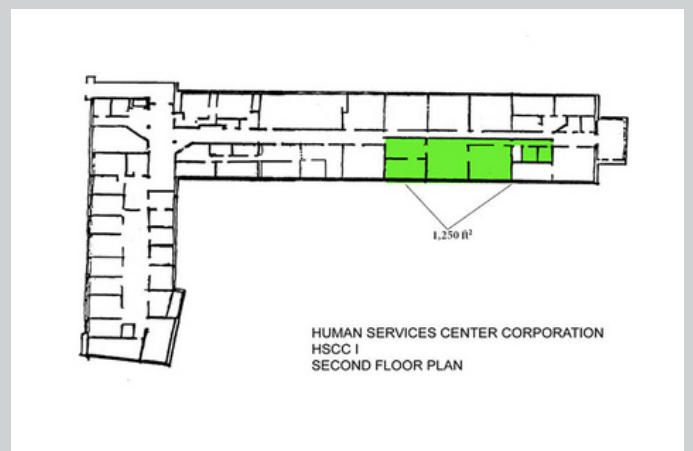 1,250 ft²
HUMAN SERVICES CENTER CORPORATION
HSCC I
SECOND FLOOR PLAN